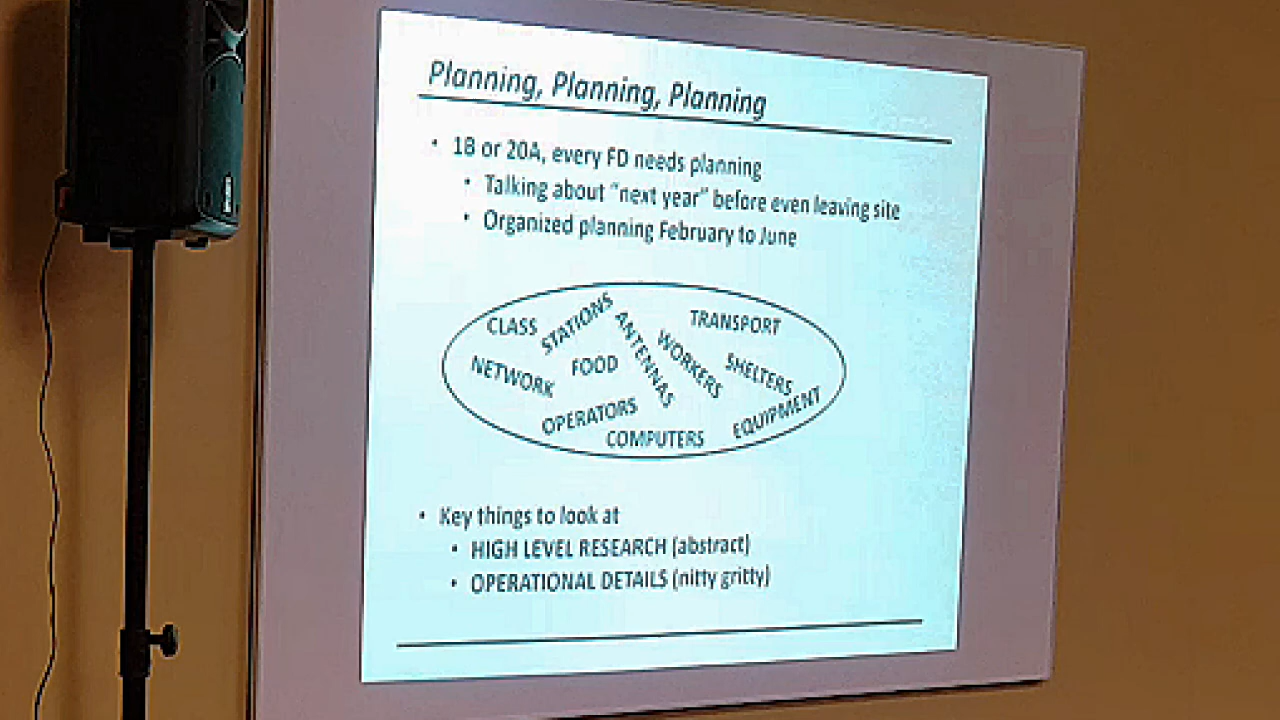 Planning, Planning, Planning
• 1B or 20A, every FD needs planning
• Talking about "next year" before even leaving site
• Organized planning February to June
CLASS
STATIONS
ANTENNAS
TRANSPORT
NETWORK
FOOD
WORKERS
SHELTERS
OPERATORS
COMPUTERS
EQUIPMENT
• Key things to look at
• HIGH LEVEL RESEARCH (abstract)
• OPERATIONAL DETAILS (nitty gritty)